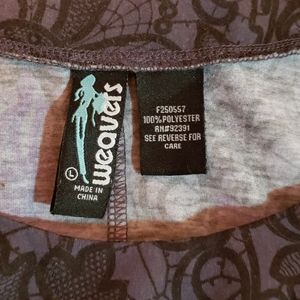 weavers
L
MADE IN
CHINA
F250557
100%POLYESTER
RN#92391
SEE REVERSE FOR
CARE